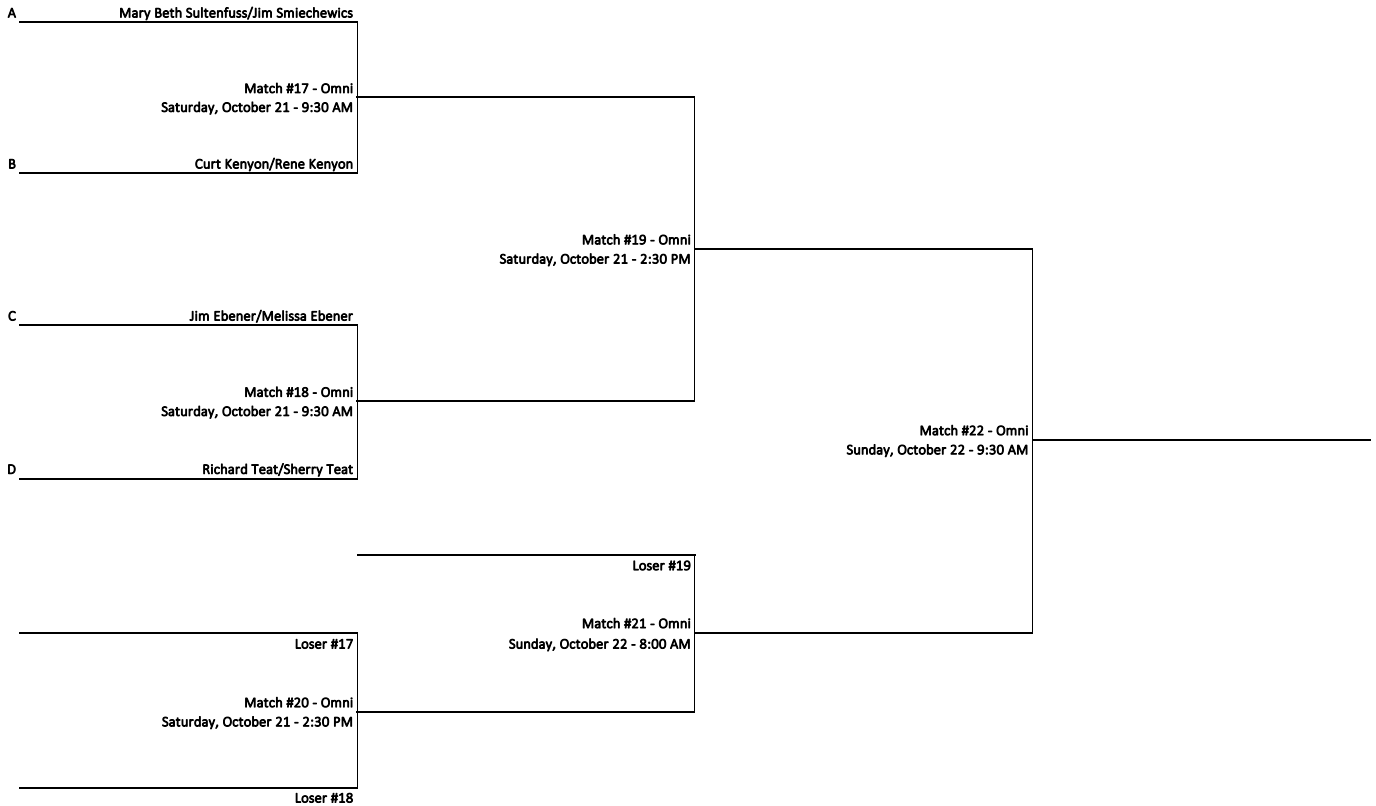 A
Mary Beth Sultenfuss/Jim Smiechewics
Match #17 - Omni
Saturday, October 21 - 9:30 AM
B
Curt Kenyon/Rene Kenyon
Match #19 - Omni
Saturday, October 21 - 2:30 PM
C
Jim Ebener/Melissa Ebener
Match #18 - Omni
Saturday, October 21 - 9:30 AM
Match #22 - Omni
Sunday, October 22 - 9:30 AM
D
Richard Teat/Sherry Teat
Loser #19
Match #21 - Omni
Sunday, October 22 - 8:00 AM
Loser #17
Match #20 - Omni
Saturday, October 21 - 2:30 PM
Loser #18